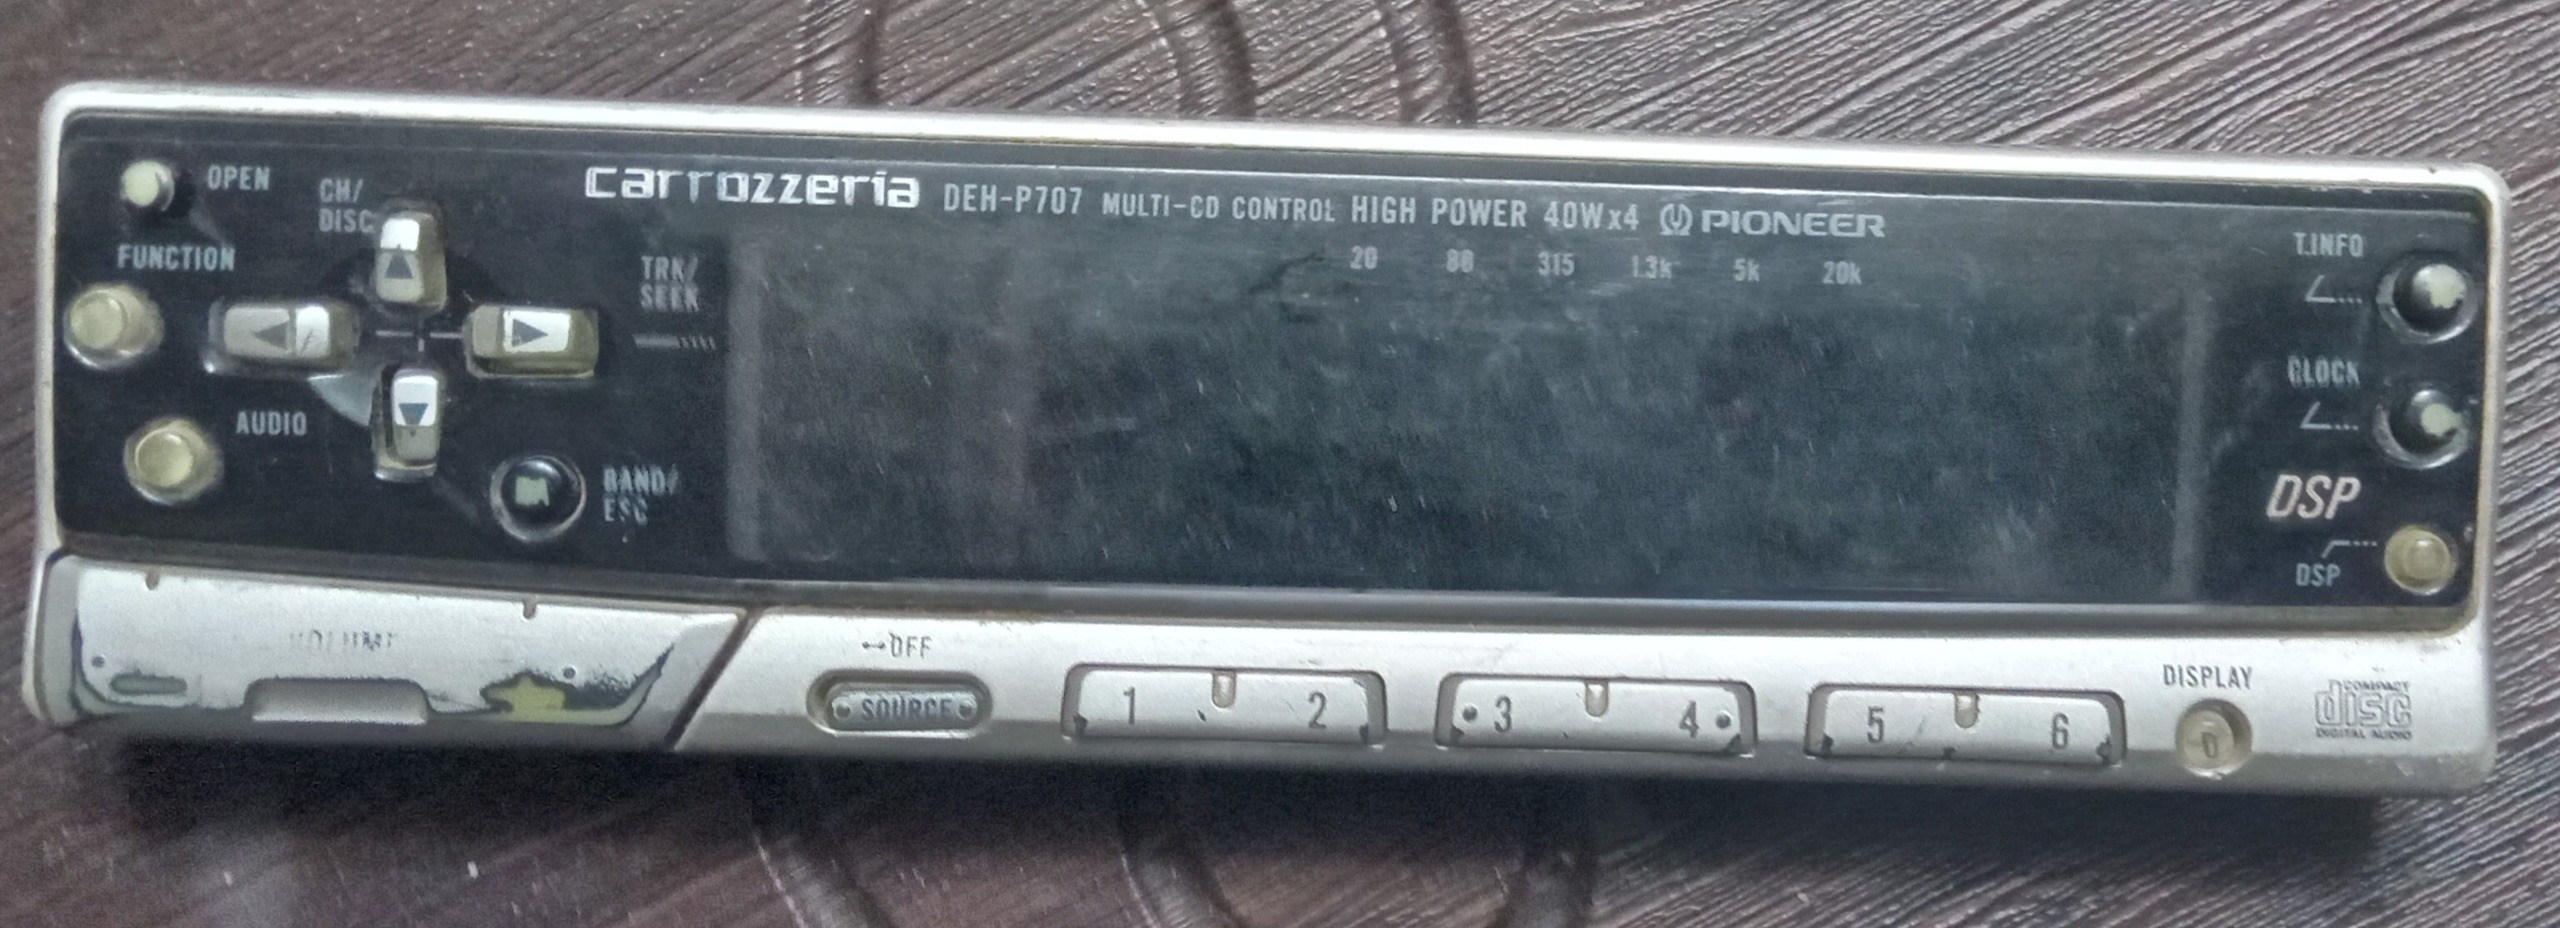 OPEN
CH/
DISC
carrozzeria DEH-P707 MULTI-CD CONTROL HIGH POWER 40Wx4 PIONEER
FUNCTION
TRK/
SEEK
20 80 315 1.3k 5k 20k
T.INFO
CLOCK
AUDIO
BAND/
ESC
DSP
DSP
VOLUME
OFF
SOURCE
1 2 3 4 5 6
DISPLAY
D
COMPACT
disc
DIGITAL AUDIO